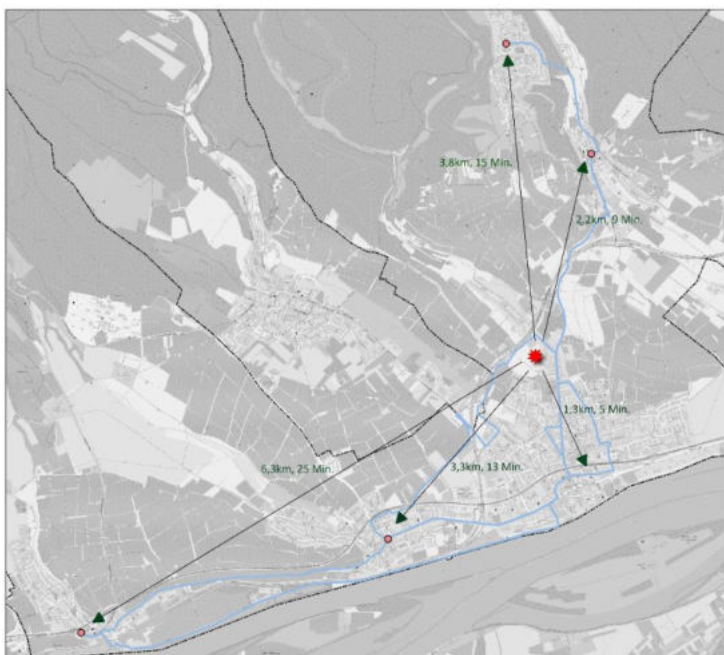 3,8km, 15 Min.
2,2km, 9 Min.
1,3km, 5 Min.
6,3km, 25 Min.
3,3km, 13 Min.